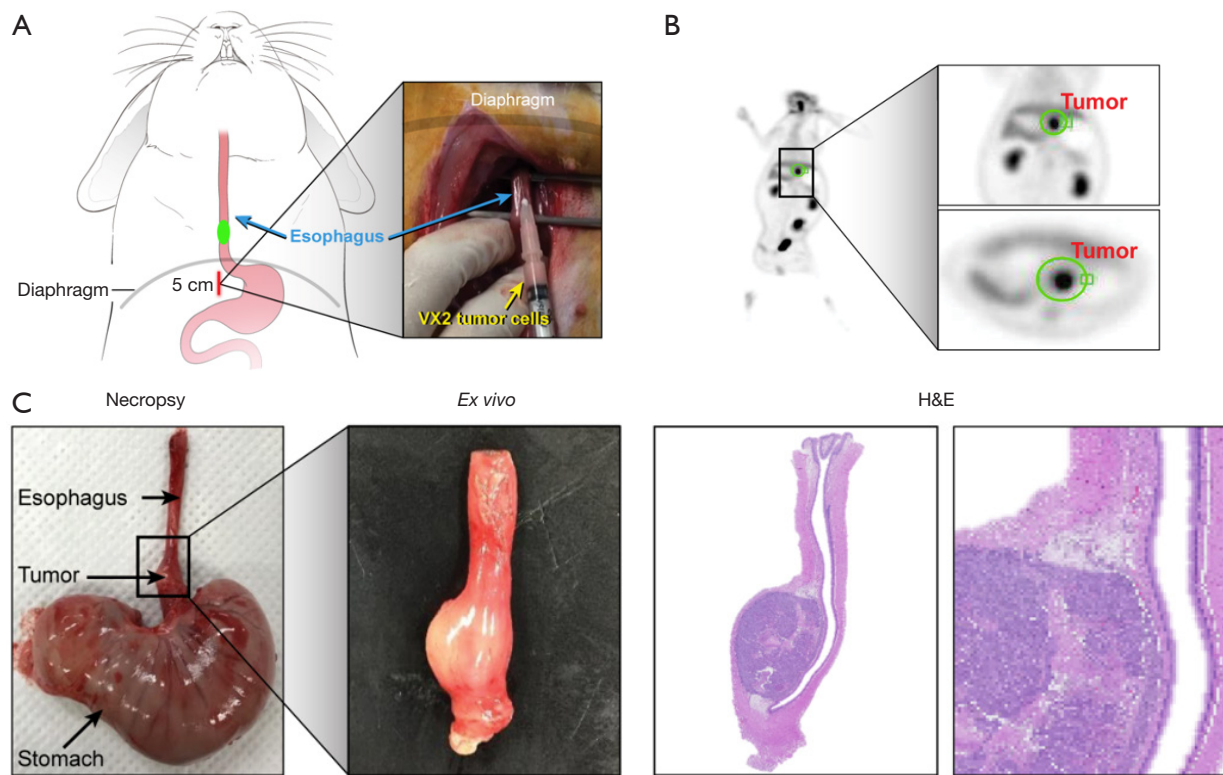 A
Diaphragm
Esophagus
Diaphragm
5 cm
VX2 tumor cells
B
Tumor
Tumor
C
Necropsy
Ex vivo
H&E
Esophagus
Tumor
Stomach